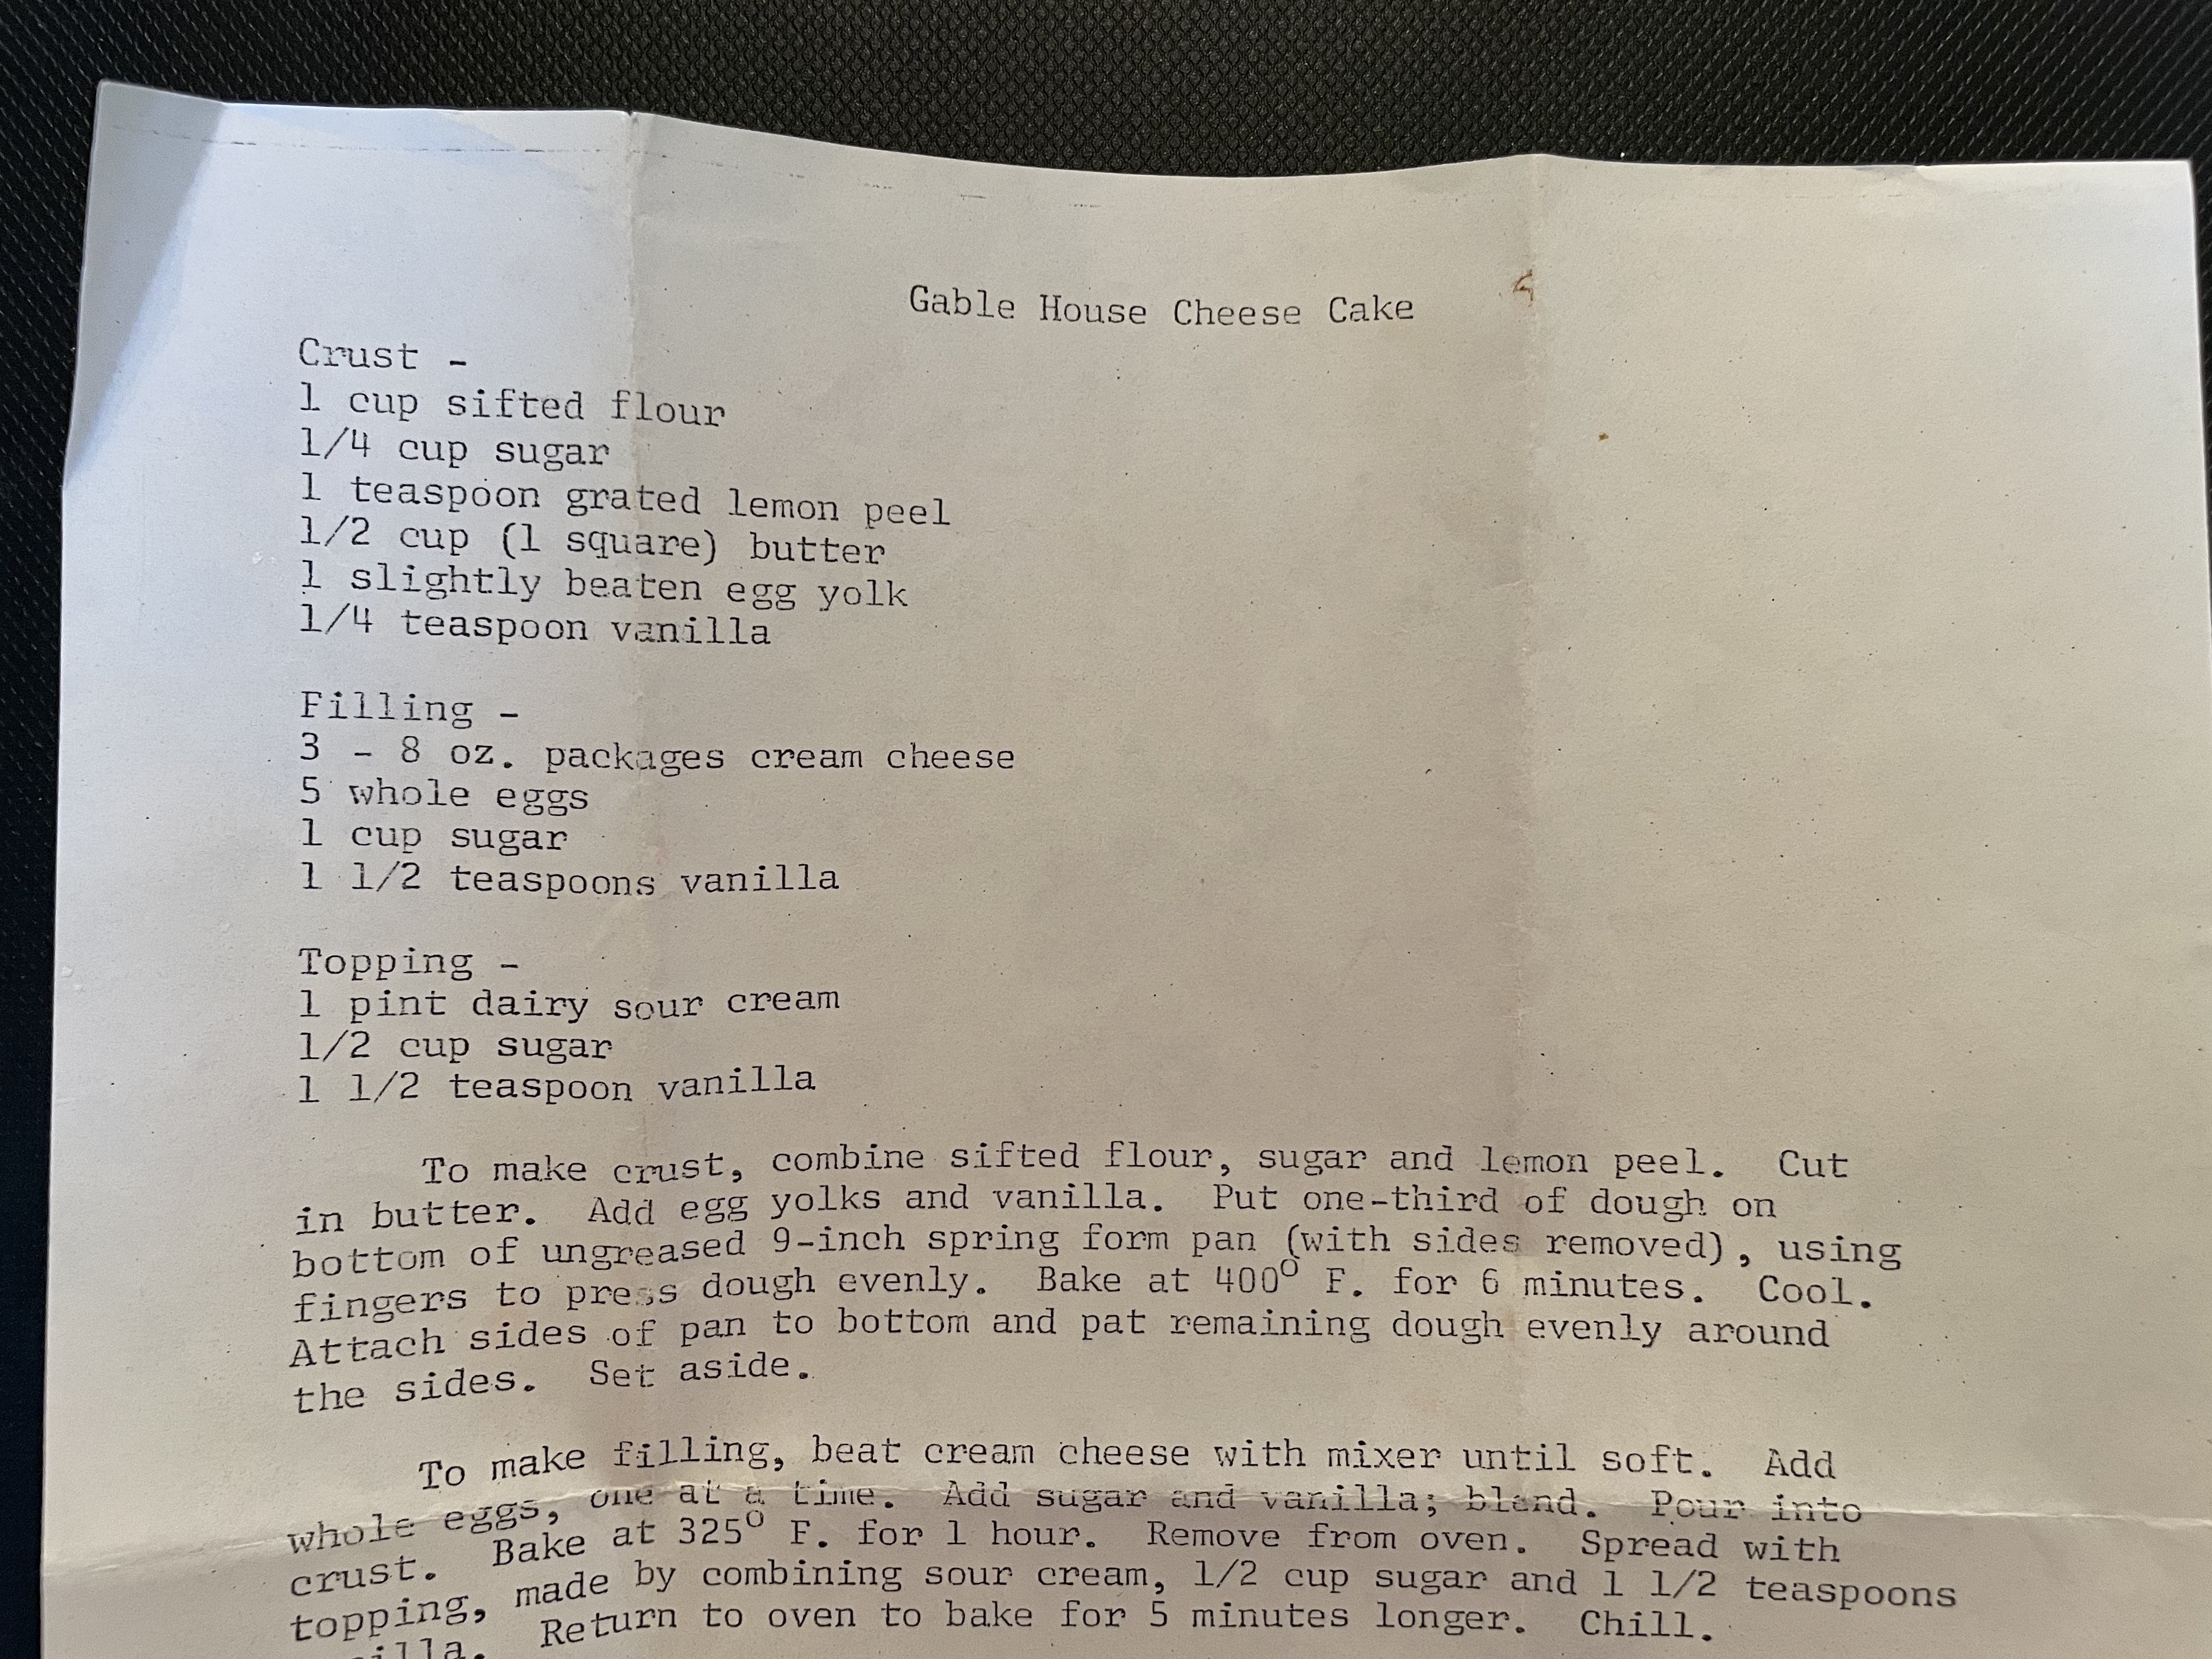 Gable House Cheese Cake
Crust -
1 cup sifted flour
1/4 cup sugar
1 teaspoon grated lemon peel
1/2 cup (1 square) butter
1 slightly beaten egg yolk
1/4 teaspoon vanilla
Filling -
3 - 8 oz. packages cream cheese
5 whole eggs
1 cup sugar
1 1/2 teaspoons vanilla
Topping -
1 pint dairy sour cream
1/2 cup sugar
1 1/2 teaspoon vanilla
To make crust, combine sifted flour, sugar and lemon peel. Cut
in butter. Add egg yolks and vanilla. Put one-third of dough on
bottom of ungreased 9-inch spring form pan (with sides removed), using
fingers to press dough evenly. Bake at 400° F. for 6 minutes. Cool.
Attach sides of pan to bottom and pat remaining dough evenly around
the sides. Set aside.
To make filling, beat cream cheese with mixer until soft. Add
whole eggs, one at a time. Add sugar and vanilla; blend. Pour into
crust. Bake at 325° F. for 1 hour. Remove from oven. Spread with
topping, made by combining sour cream, 1/2 cup sugar and 1 1/2 teaspoons
Return to oven to bake for 5 minutes longer. Chill.